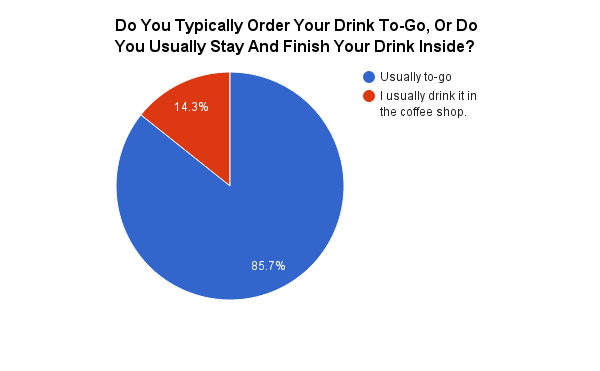 Do You Typically Order Your Drink To-Go, Or Do
You Usually Stay And Finish Your Drink Inside?
Usually to-go
I usually drink it in
the coffee shop.
14.3%
85.7%